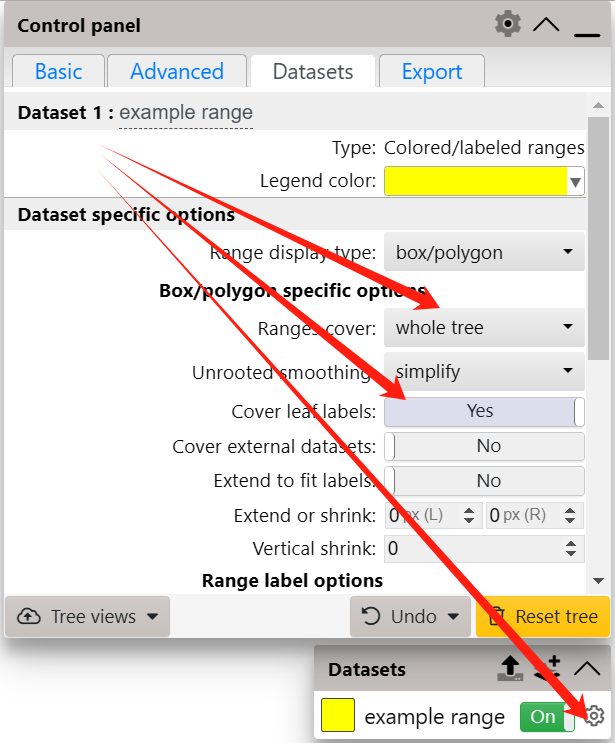 Control panel
Basic Advanced Datasets Export
Dataset 1 : example range
Type: Colored/labeled ranges
Legend color:
Dataset specific options
Range display type: box/polygon
Box/polygon specific options
Ranges cover: whole tree
Unrooted smoothing: simplify
Cover leaf labels: Yes
Cover external datasets: No
Extend to fit labels: No
Extend or shrink: 0 px (L) 0 px (R)
Vertical shrink: 0
Range label options
Tree views Undo Reset tree
Datasets
example range On